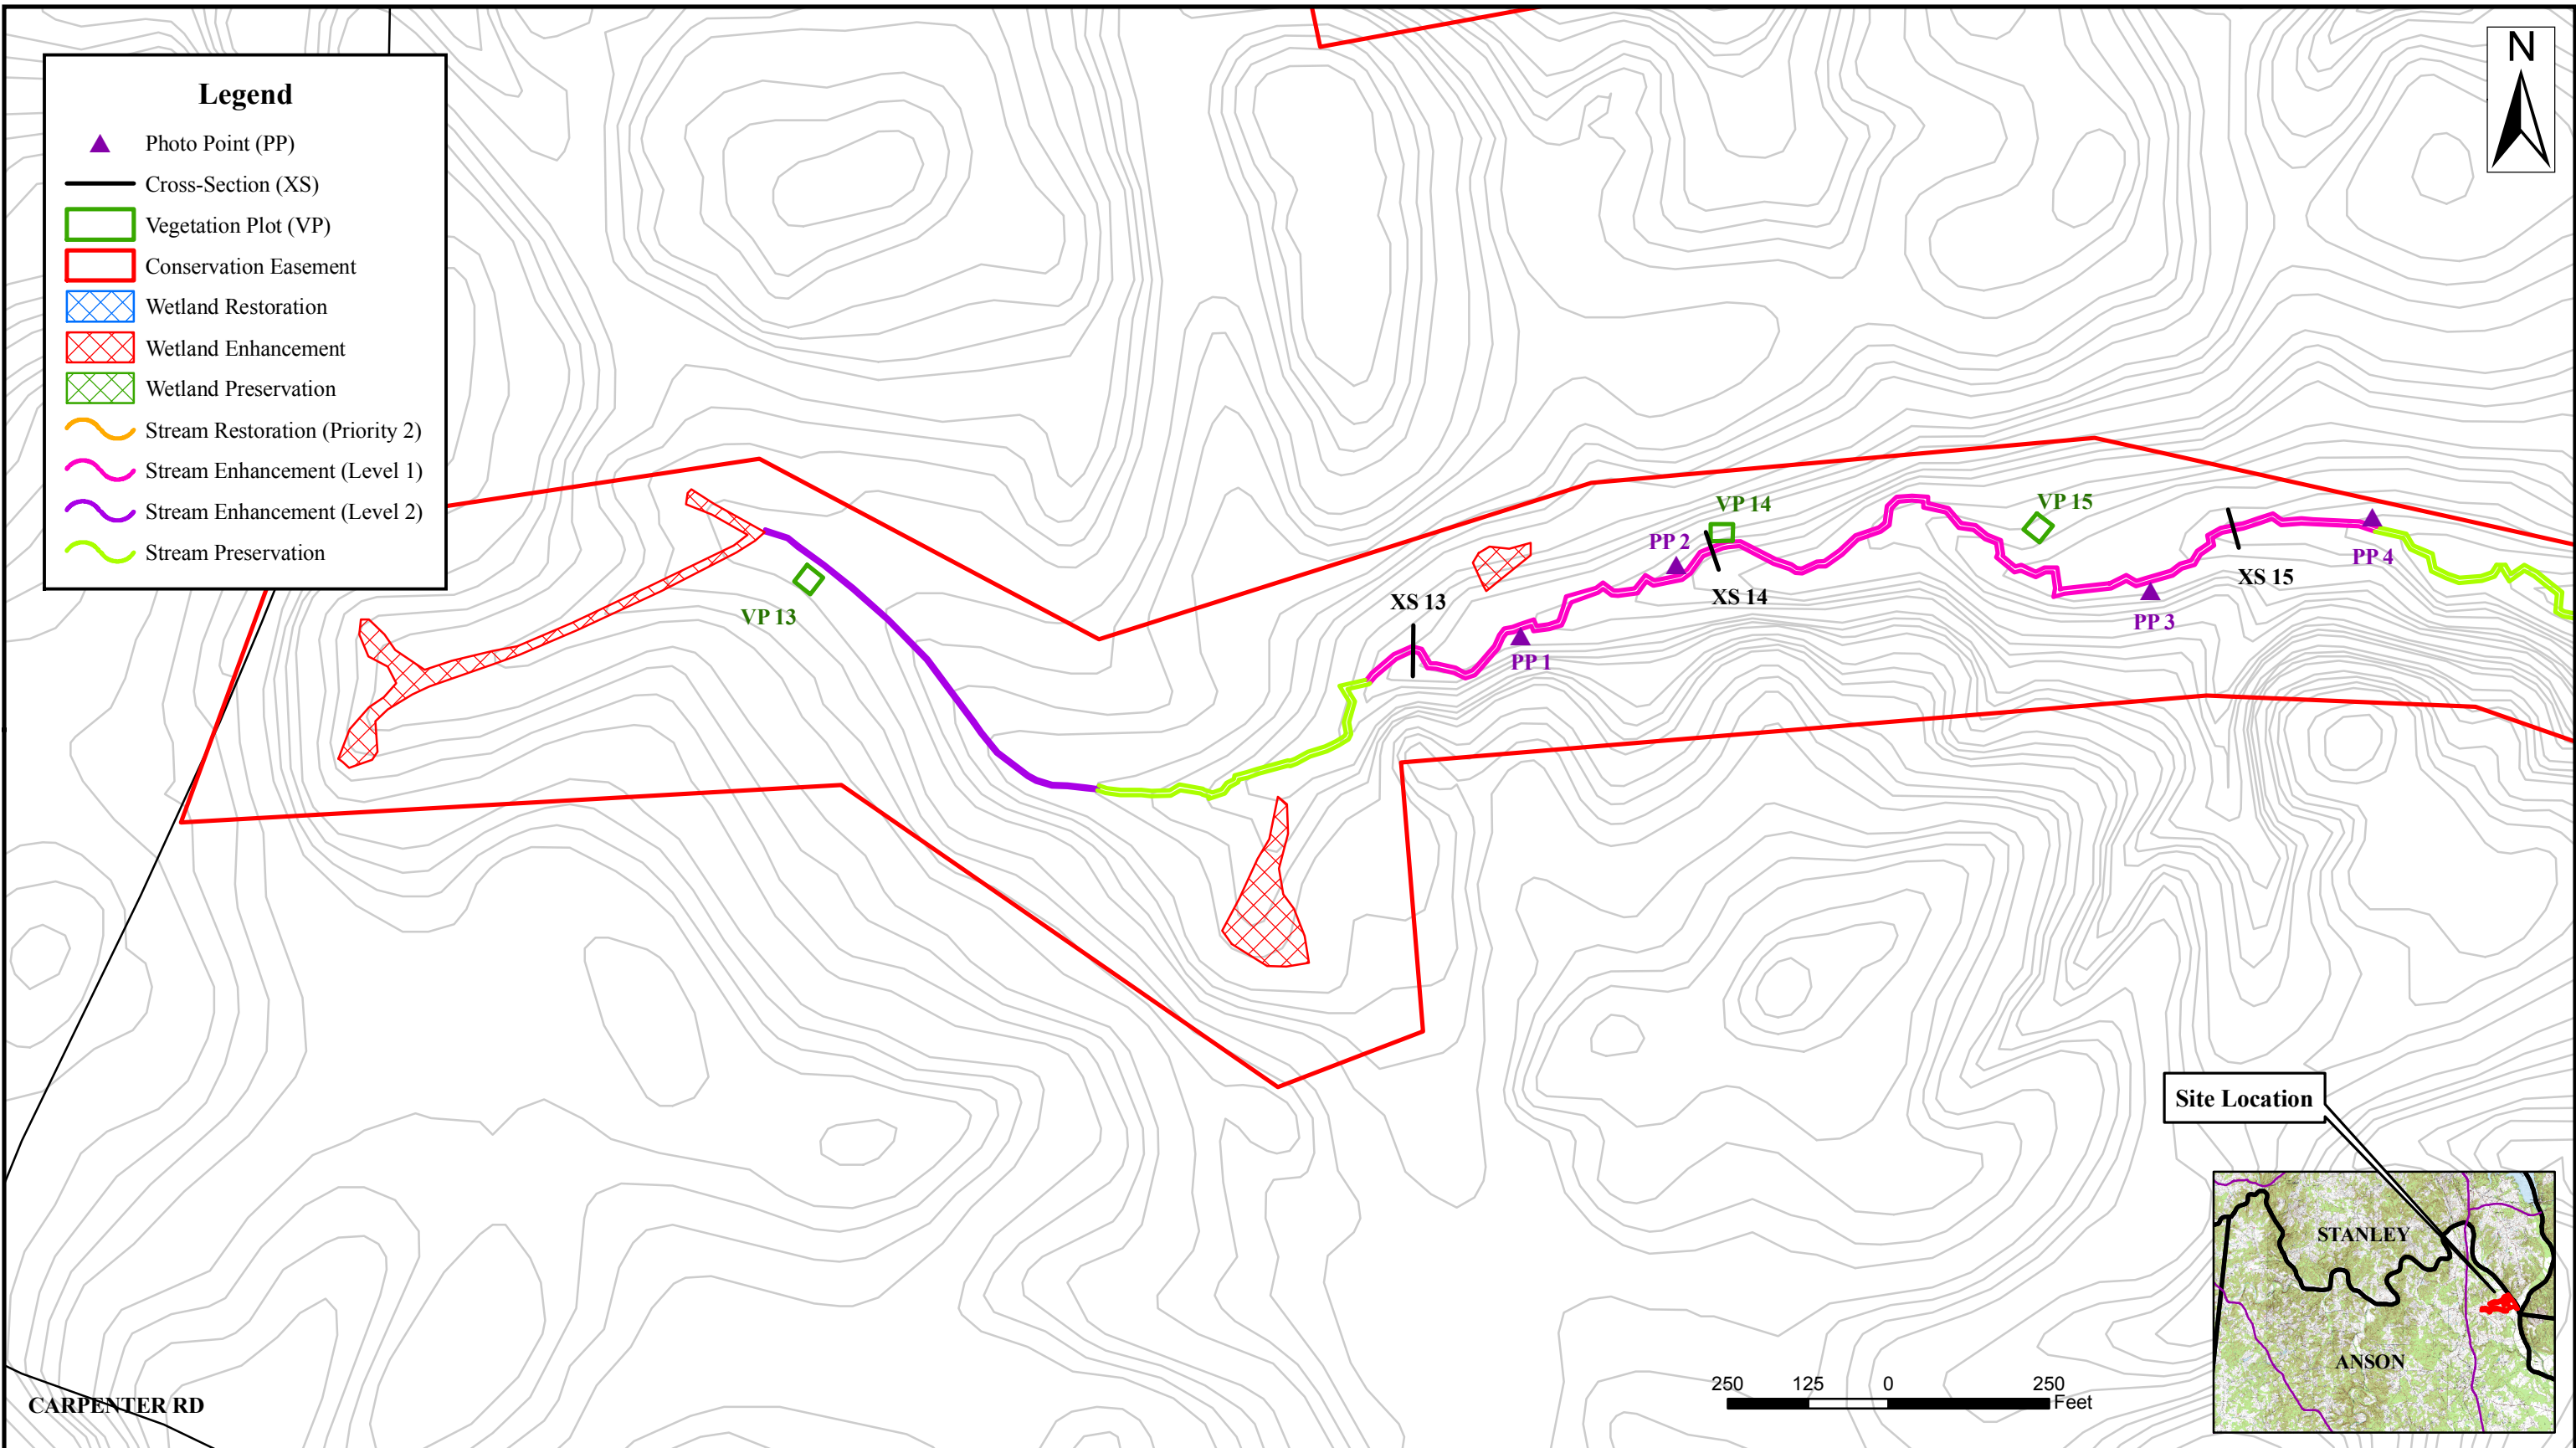 N
Legend
Photo Point (PP)
Cross-Section (XS)
Vegetation Plot (VP)
Conservation Easement
Wetland Restoration
Wetland Enhancement
Wetland Preservation
Stream Restoration (Priority 2)
Stream Enhancement (Level 1)
Stream Enhancement (Level 2)
Stream Preservation
VP 13
XS 13
PP 1
PP 2
VP 14
XS 14
VP 15
PP 3
XS 15
PP 4
Site Location
STANLEY
ANSON
250 125 0 250
Feet
CARPENTER RD